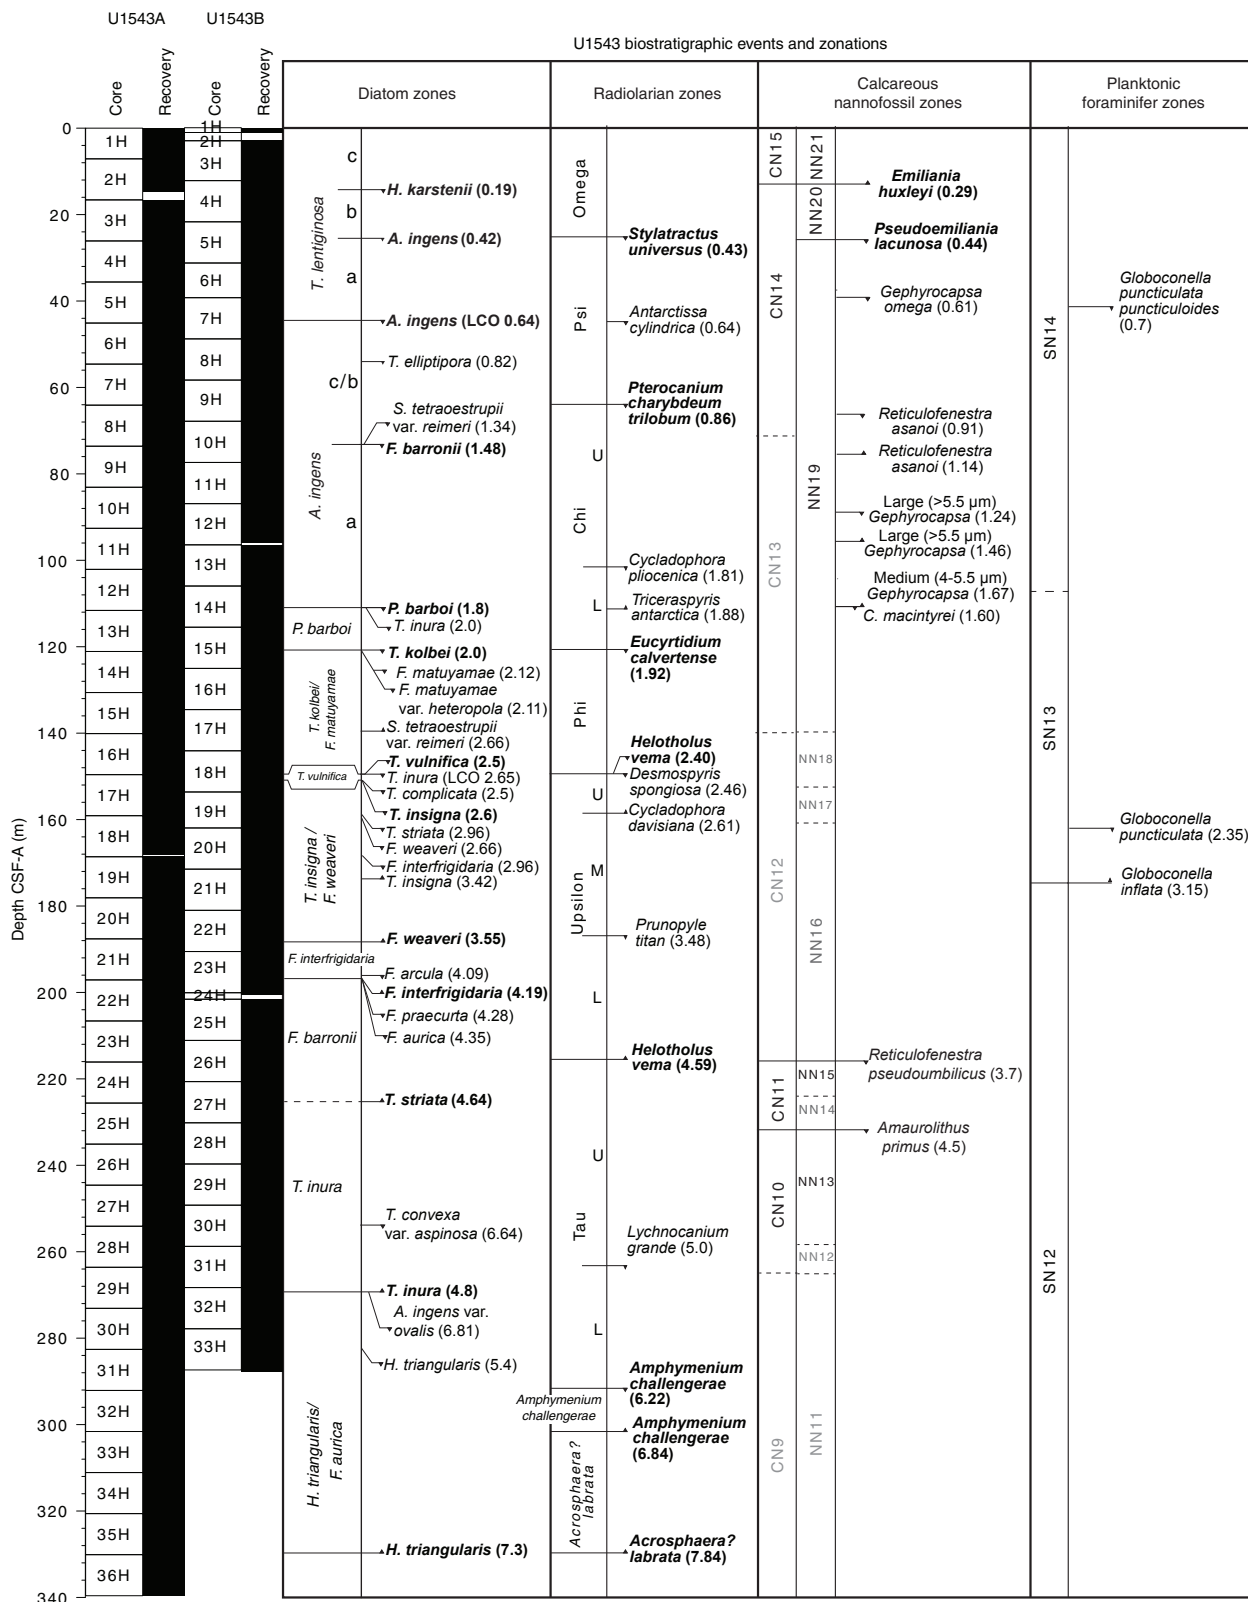 U1543A
U1543B
U1543 biostratigraphic events and zonations
Core
Recovery
Core
Recovery
Diatom zones
Radiolarian zones
Calcareous
nannofossil zones
Planktonic
foraminifer zones
Depth CSF-A (m)
0
20
40
60
80
100
120
140
160
180
200
220
240
260
280
300
320
340
1H
2H
3H
4H
5H
6H
7H
8H
9H
10H
11H
12H
13H
14H
15H
16H
17H
18H
19H
20H
21H
22H
23H
24H
25H
26H
27H
28H
29H
30H
31H
32H
33H
34H
35H
36H
1H
2H
3H
4H
5H
6H
7H
8H
9H
10H
11H
12H
13H
14H
15H
16H
17H
18H
19H
20H
21H
22H
23H
24H
25H
26H
27H
28H
29H
30H
31H
32H
33H
T. lentiginosa
c
b
a
A. ingens
c/b
a
P. barboi
T. kolbei/
F. matuyamae
T. vulnifica
T. insigna /
F. weaveri
F. interfrigidaria
F. barronii
T. inura
H. triangularis/
F. aurica
H. karstenii (0.19)
A. ingens (0.42)
A. ingens (LCO 0.64)
T. elliptipora (0.82)
S. tetraoestrupii
var. reimeri (1.34)
F. barronii (1.48)
P. barboi (1.8)
T. inura (2.0)
T. kolbei (2.0)
F. matuyamae (2.12)
F. matuyamae
var. heteropola (2.11)
S. tetraoestrupii
var. reimeri (2.66)
T. vulnifica (2.5)
T. inura (LCO 2.65)
T. complicata (2.5)
T. insigna (2.6)
T. striata (2.96)
F. weaveri (2.66)
F. interfrigidaria (2.96)
T. insigna (3.42)
F. weaveri (3.55)
F. arcula (4.09)
F. interfrigidaria (4.19)
F. praecurta (4.28)
F. aurica (4.35)
T. striata (4.64)
T. convexa
var. aspinosa (6.64)
T. inura (4.8)
A. ingens var.
ovalis (6.81)
H. triangularis (5.4)
H. triangularis (7.3)
Omega
Psi
Chi
U
L
Phi
Upsilon
U
M
L
Tau
U
L
Amphymenium
challengerae
Acrosphaera?
labrata
Stylatractus
universus (0.43)
Antarctissa
cylindrica (0.64)
Pterocanium
charybdeum
trilobum (0.86)
Cycladophora
pliocenica (1.81)
Triceraspyris
antarctica (1.88)
Eucyrtidium
calvertense
(1.92)
Helotholus
vema (2.40)
Desmospyris
spongiosa (2.46)
Cycladophora
davisiana (2.61)
Prunopyle
titan (3.48)
Helotholus
vema (4.59)
Lychnocanium
grande (5.0)
Amphymenium
challengerae
(6.22)
Amphymenium
challengerae
(6.84)
Acrosphaera?
labrata (7.84)
CN15
CN14
CN13
CN12
CN11
CN10
CN9
NN21
NN20
NN19
NN18
NN17
NN16
NN15
NN14
NN13
NN12
NN11
Emiliania
huxleyi (0.29)
Pseudoemiliania
lacunosa (0.44)
Gephyrocapsa
omega (0.61)
Reticulofenestra
asanoi (0.91)
Reticulofenestra
asanoi (1.14)
Large (>5.5 μm)
Gephyrocapsa (1.24)
Large (>5.5 μm)
Gephyrocapsa (1.46)
Medium (4-5.5 μm)
Gephyrocapsa (1.67)
C. macintyrei (1.60)
Reticulofenestra
pseudoumbilicus (3.7)
Amaurolithus
primus (4.5)
SN14
SN13
SN12
Globoconella
puncticulata
puncticuloides
(0.7)
Globoconella
puncticulata (2.35)
Globoconella
inflata (3.15)